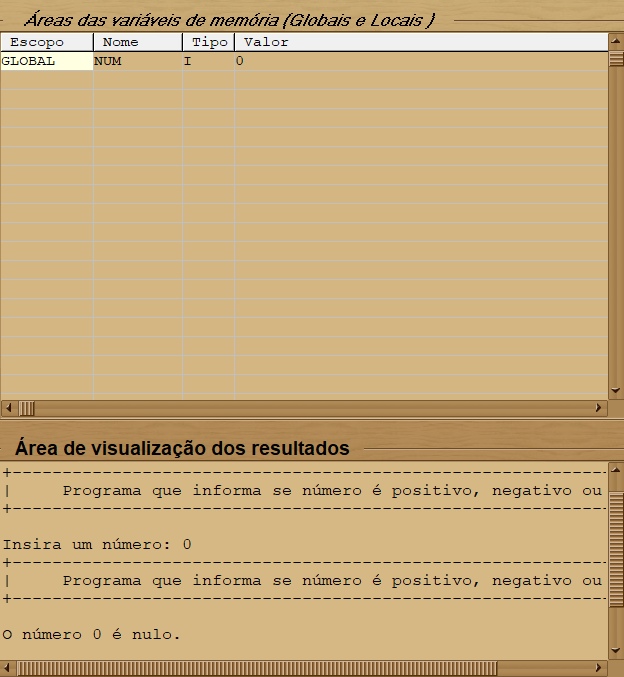 Áreas das variáveis de memória (Globais e Locais )
Escopo Nome Tipo Valor
GLOBAL NUM I 0
Área de visualização dos resultados
+------------------------------------------------------------
|     Programa que informa se número é positivo, negativo ou
+------------------------------------------------------------
Insira um número: 0
+------------------------------------------------------------
|     Programa que informa se número é positivo, negativo ou
+------------------------------------------------------------
O número 0 é nulo.